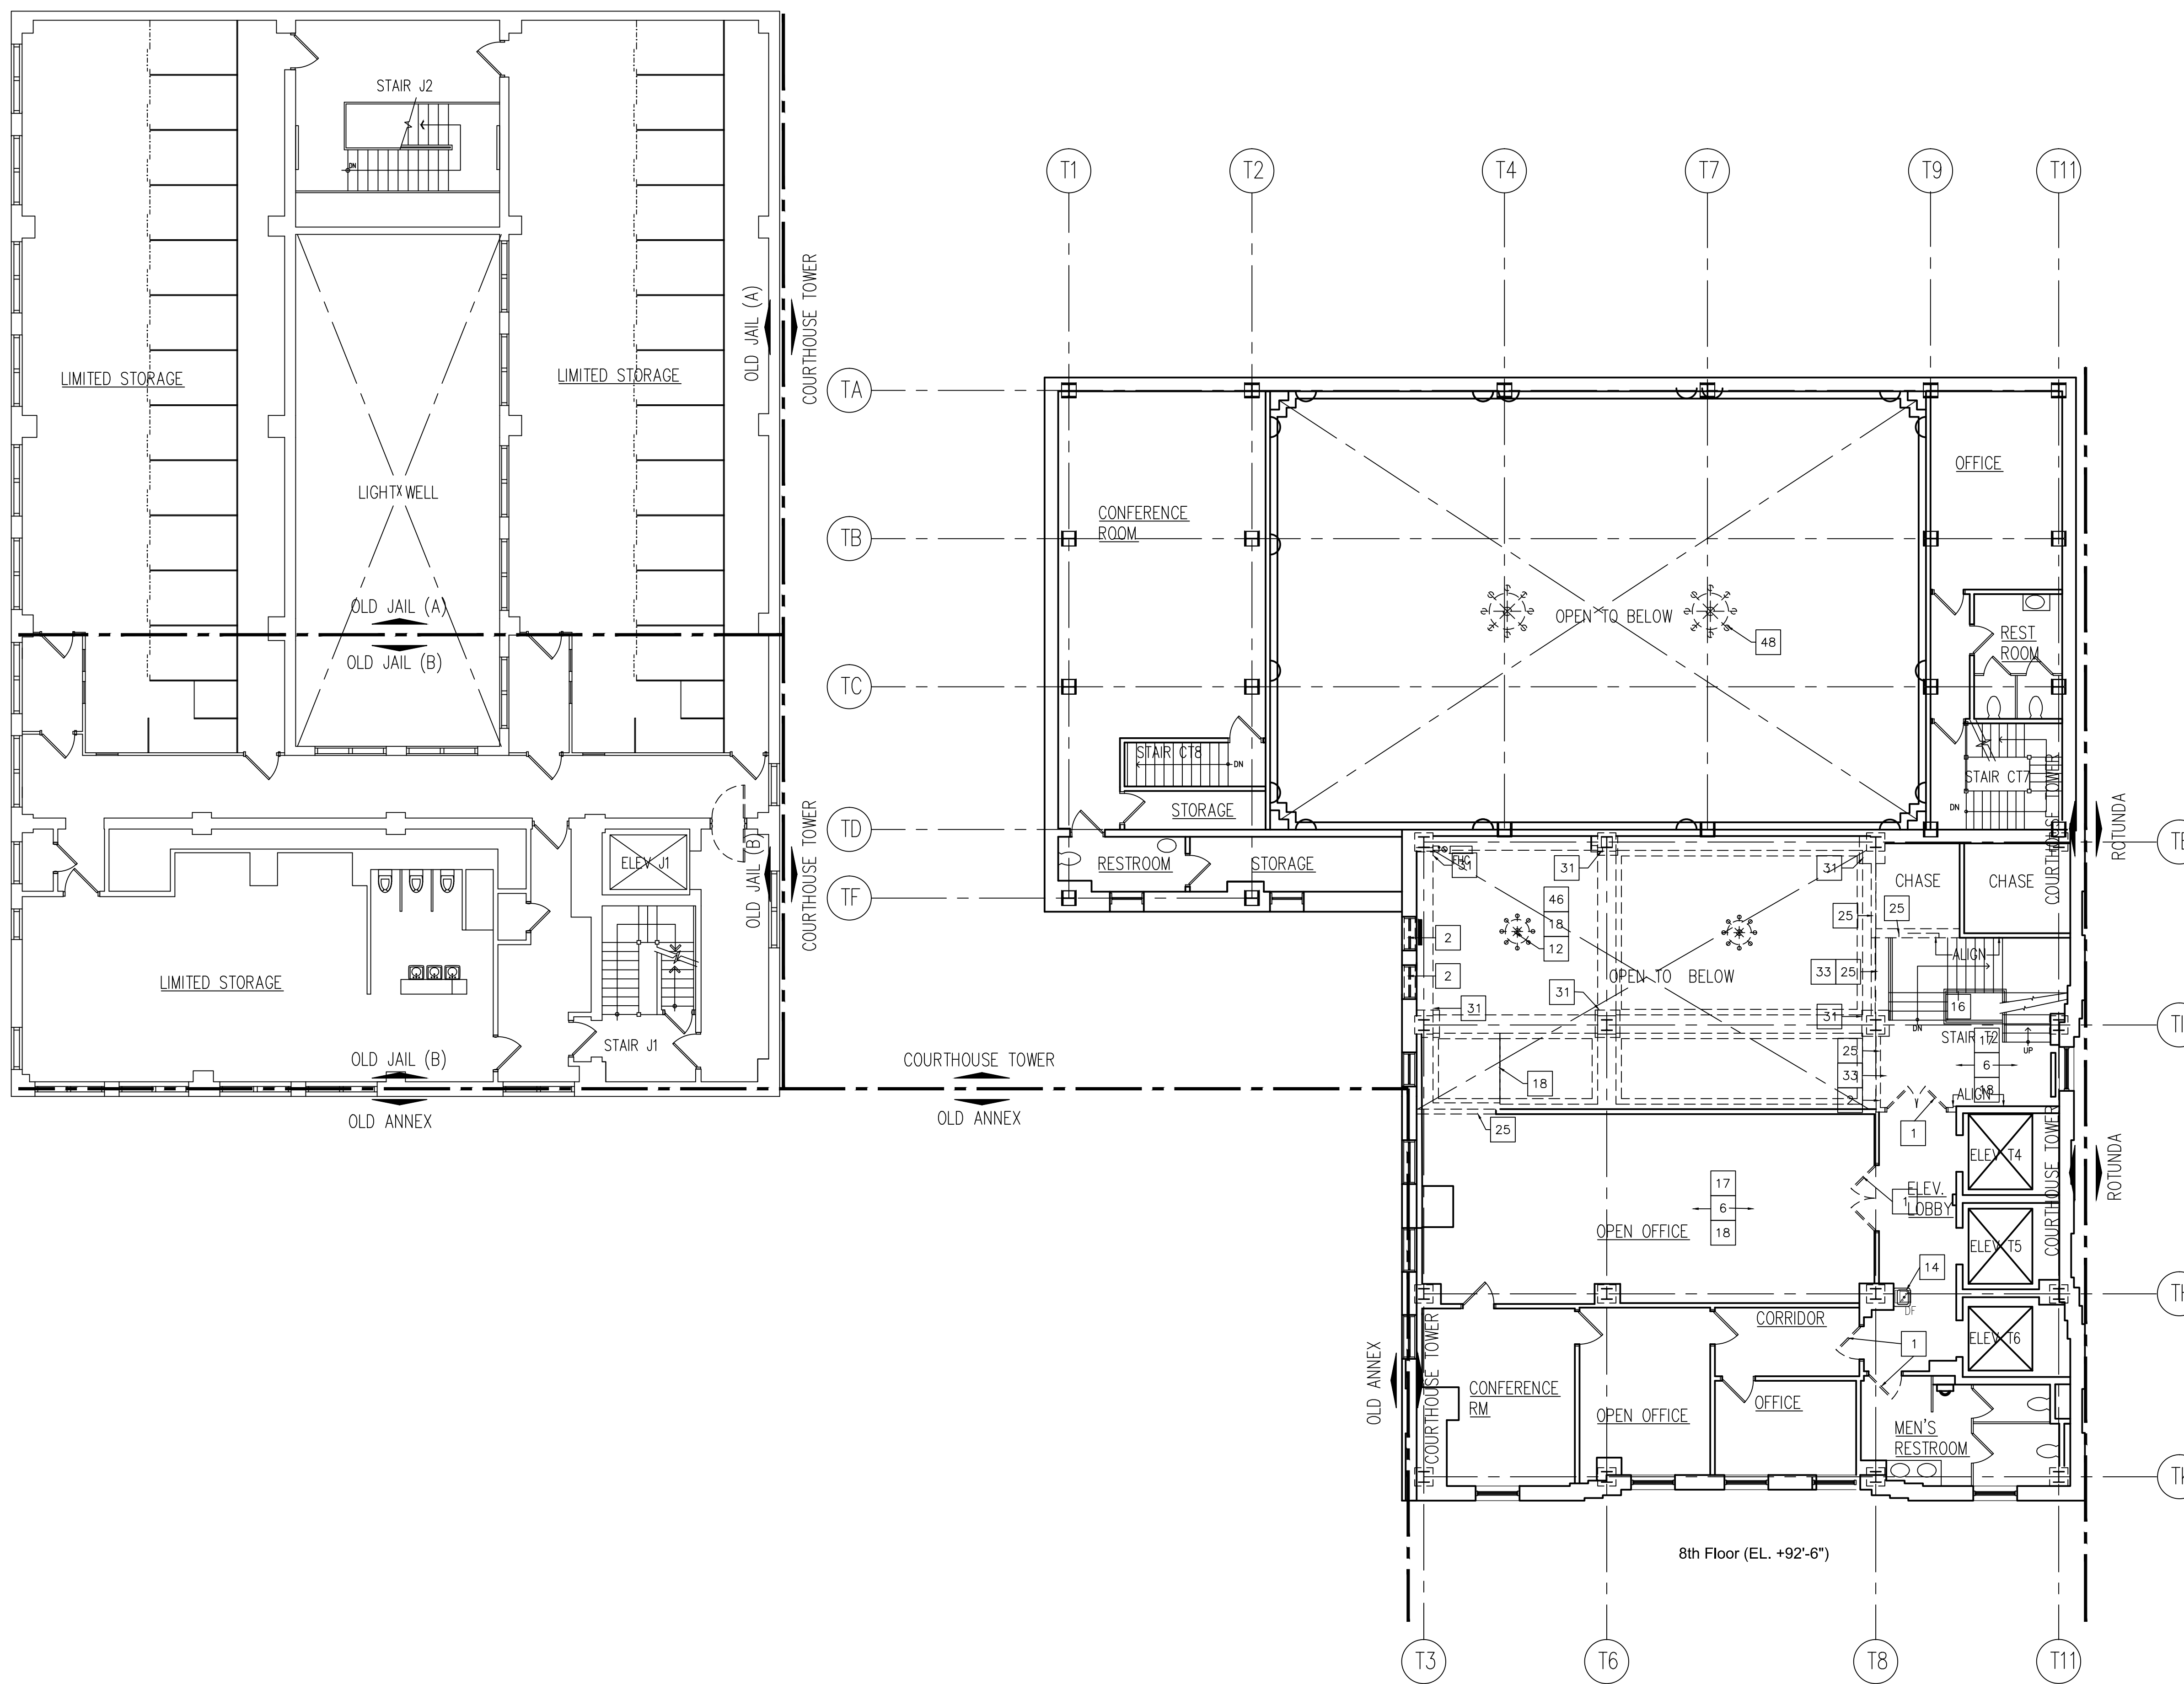 STAIR J2
DN
LIMITED STORAGE
LIMITED STORAGE
LIGHT WELL
OLD JAIL (A)
COURTHOUSE TOWER
OLD JAIL (A)
OLD JAIL (B)
ELEV J1
OLD JAIL (B)
COURTHOUSE TOWER
LIMITED STORAGE
STAIR J1
OLD JAIL (B)
OLD ANNEX
COURTHOUSE TOWER
OLD ANNEX
T1
T2
T4
T7
T9
T11
TA
TB
TC
TD
TF
CONFERENCE
ROOM
OFFICE
OPEN TO BELOW
48
REST
ROOM
STAIR CT8
DN
STORAGE
STAIR CT7
DN
RESTROOM
STORAGE
COURTHOUSE TOWER
ROTUNDA
31
31
31
CHASE
CHASE
46
18
12
25
25
2
2
ALIGN
33
25
OPEN TO BELOW
31
31
31
16
DN
STAIR T2
17
6
18
UP
ALIGN
25
33
2
18
25
1
ELEV T4
1
ELEV.
LOBBY
17
6
18
OPEN OFFICE
ELEV T5
COURTHOUSE TOWER
ROTUNDA
14
DF
CORRIDOR
1
ELEV T6
OLD ANNEX
COURTHOUSE TOWER
CONFERENCE
RM
OPEN OFFICE
OFFICE
MEN'S
RESTROOM
8th Floor (EL. +92'-6")
T3
T6
T8
T11